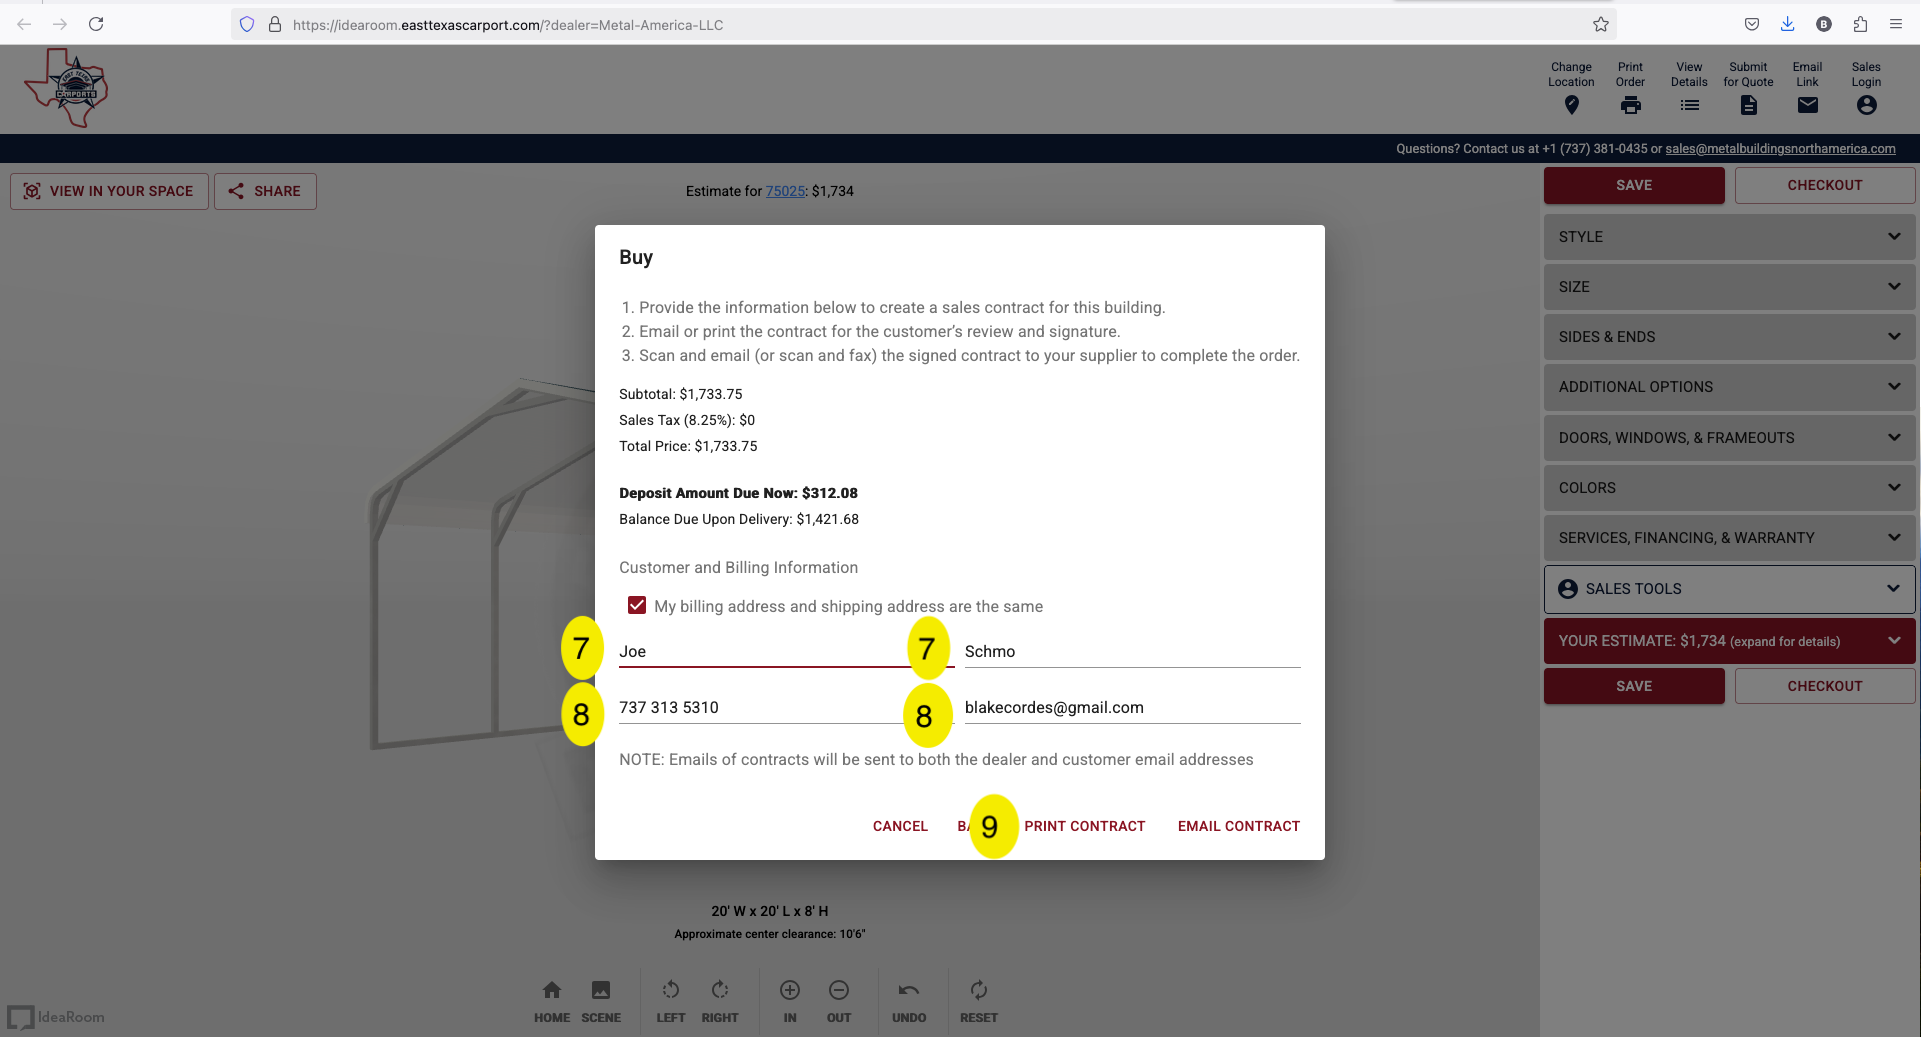 https://idearoom.easttexascarport.com/?dealer=Metal-America-LLC
B
EAST TEXAS
CARPORTS
Change Location
Print Order
View Details
Submit for Quote
Email Link
Sales Login
Questions? Contact us at +1 (737) 381-0435 or sales@metalbuildingsnorthamerica.com
VIEW IN YOUR SPACE
SHARE
Estimate for 75025: $1,734
SAVE
CHECKOUT
STYLE
SIZE
SIDES & ENDS
ADDITIONAL OPTIONS
DOORS, WINDOWS, & FRAMEOUTS
COLORS
SERVICES, FINANCING, & WARRANTY
SALES TOOLS
YOUR ESTIMATE: $1,734 (expand for details)
SAVE
CHECKOUT
Buy
1. Provide the information below to create a sales contract for this building.
2. Email or print the contract for the customer's review and signature.
3. Scan and email (or scan and fax) the signed contract to your supplier to complete the order.
Subtotal: $1,733.75
Sales Tax (8.25%): $0
Total Price: $1,733.75
Deposit Amount Due Now: $312.08
Balance Due Upon Delivery: $1,421.68
Customer and Billing Information
My billing address and shipping address are the same
7 Joe 7 Schmo
8 737 313 5310 8 blakecordes@gmail.com
NOTE: Emails of contracts will be sent to both the dealer and customer email addresses
CANCEL 9 PRINT CONTRACT EMAIL CONTRACT
20' W x 20' L x 8' H
Approximate center clearance: 10'6"
HOME SCENE LEFT RIGHT IN OUT UNDO RESET
IdeaRoom